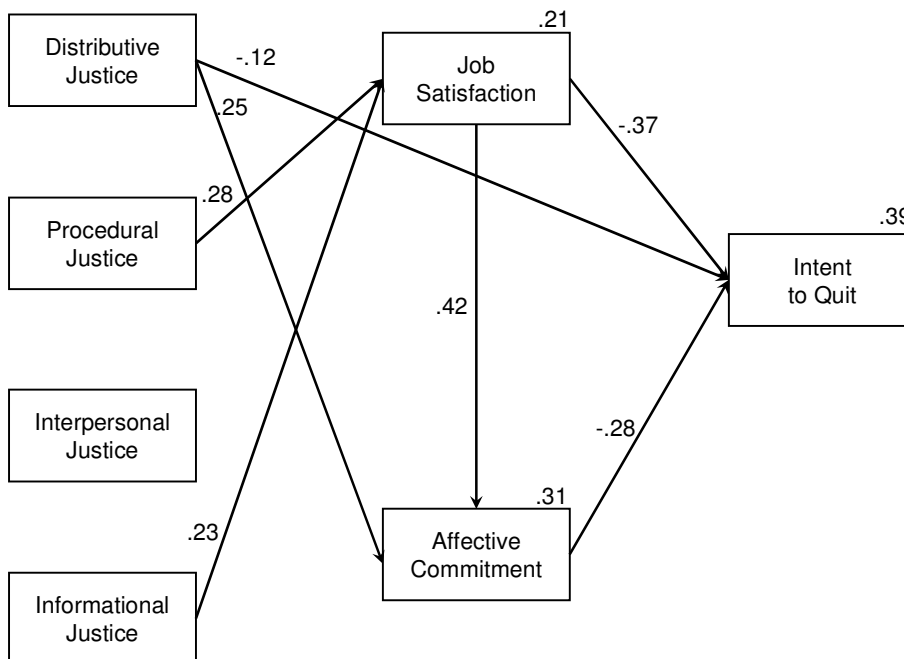 .21
Distributive
Justice
-.12
Job
Satisfaction
.25
-.37
.28
Procedural
Justice
.39
Intent
to Quit
.42
Interpersonal
Justice
-.28
.31
.23
Affective
Commitment
Informational
Justice